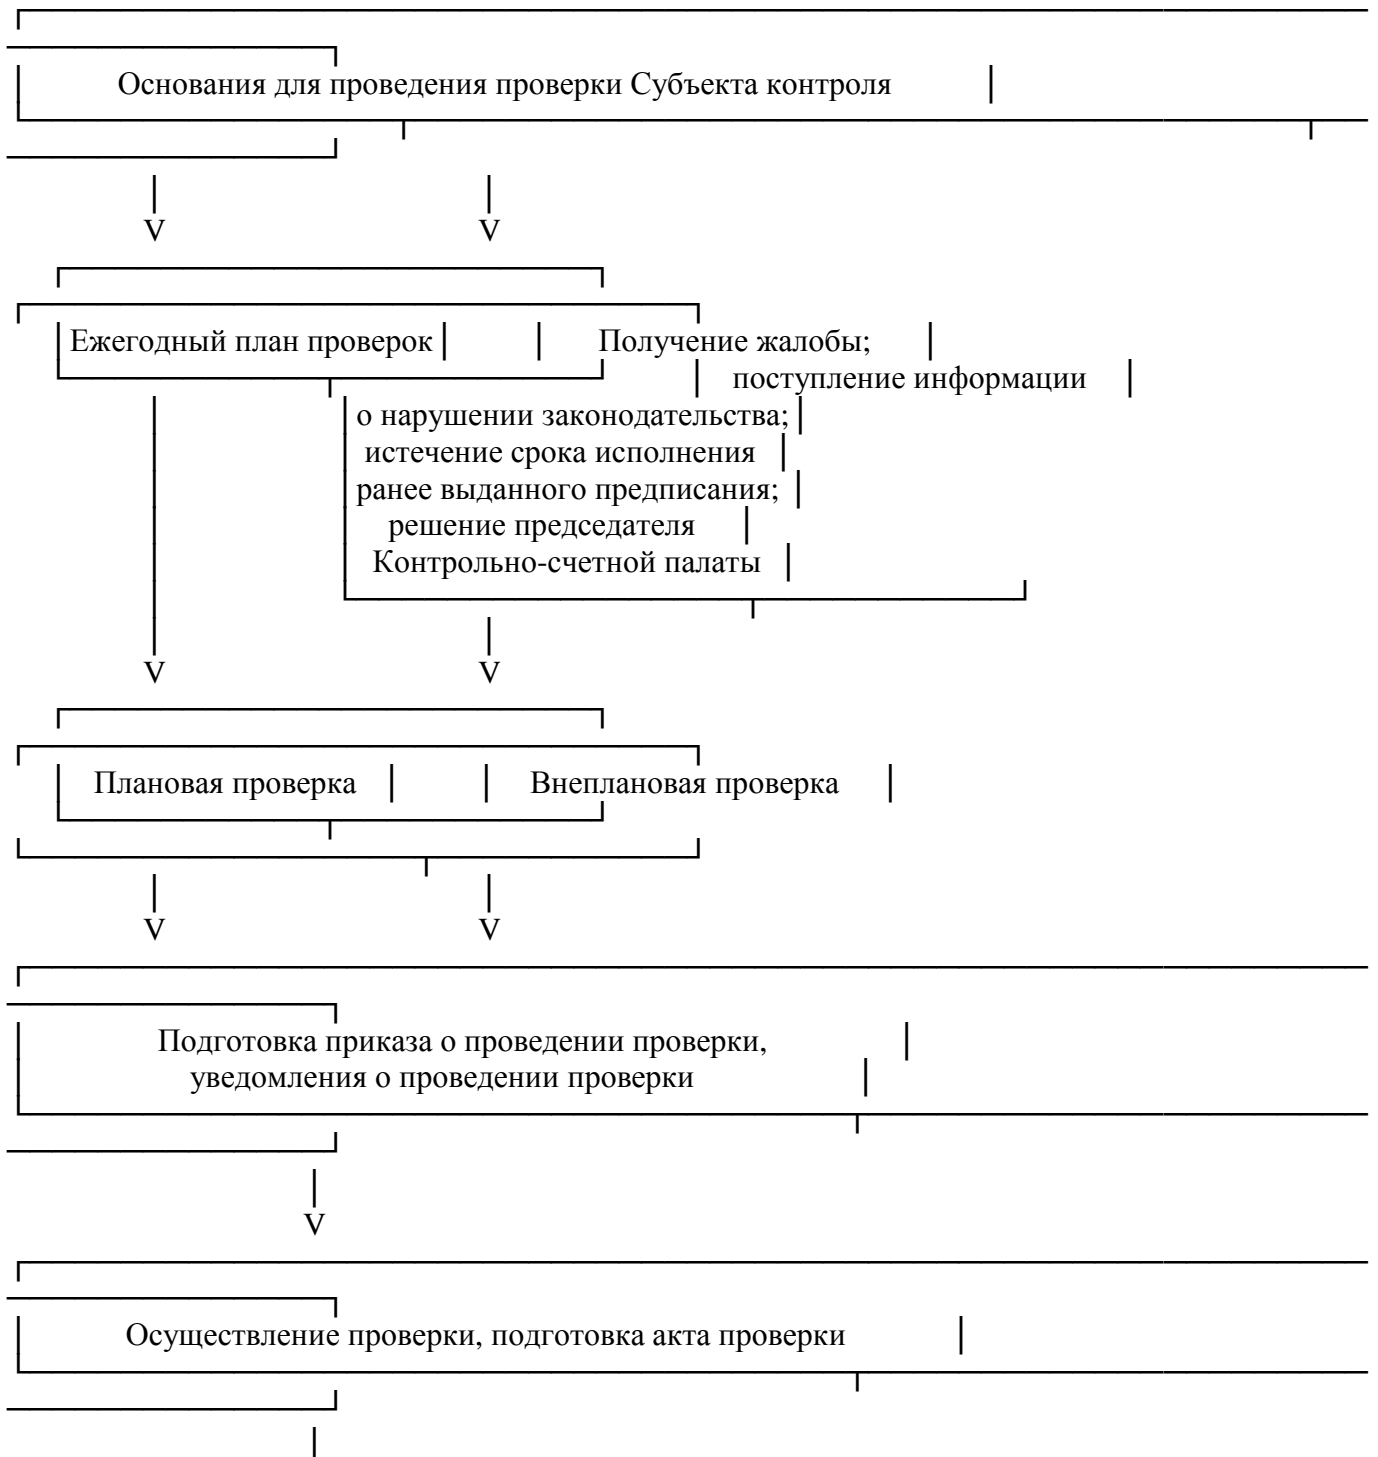 Основания для проведения проверки Субъекта контроля
V V
Ежегодный план проверок Получение жалобы;
поступление информации
о нарушении законодательства;
истечение срока исполнения
ранее выданного предписания;
решение председателя
Контрольно-счетной палаты
V V
Плановая проверка Внеплановая проверка
V V
Подготовка приказа о проведении проверки,
уведомления о проведении проверки
V
Осуществление проверки, подготовка акта проверки